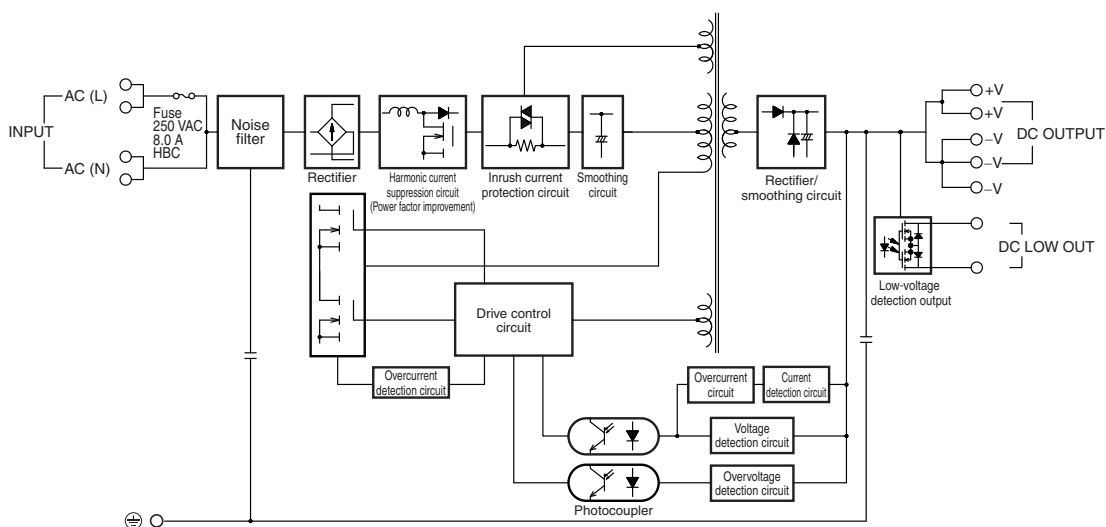 INPUT
AC (L)
AC (N)
Fuse
250 VAC
8.0 A
HBC
Noise
filter
Rectifier
Harmonic current
suppression circuit
(Power factor improvement)
Inrush current
protection circuit
Smoothing
circuit
Rectifier/
smoothing circuit
+V
+V
–V
–V
–V
DC OUTPUT
DC LOW OUT
Low-voltage
detection output
Drive control
circuit
Overcurrent
detection circuit
Overcurrent
circuit
Current
detection circuit
Voltage
detection circuit
Overvoltage
detection circuit
Photocoupler